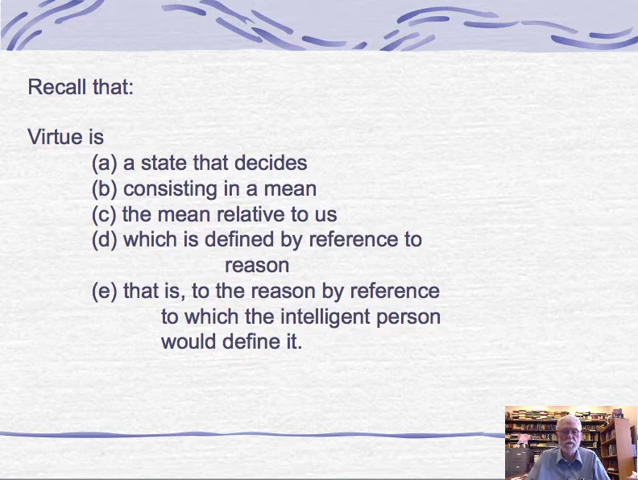 Recall that:
Virtue is
(a) a state that decides
(b) consisting in a mean
(c) the mean relative to us
(d) which is defined by reference to
reason
(e) that is, to the reason by reference
to which the intelligent person
would define it.